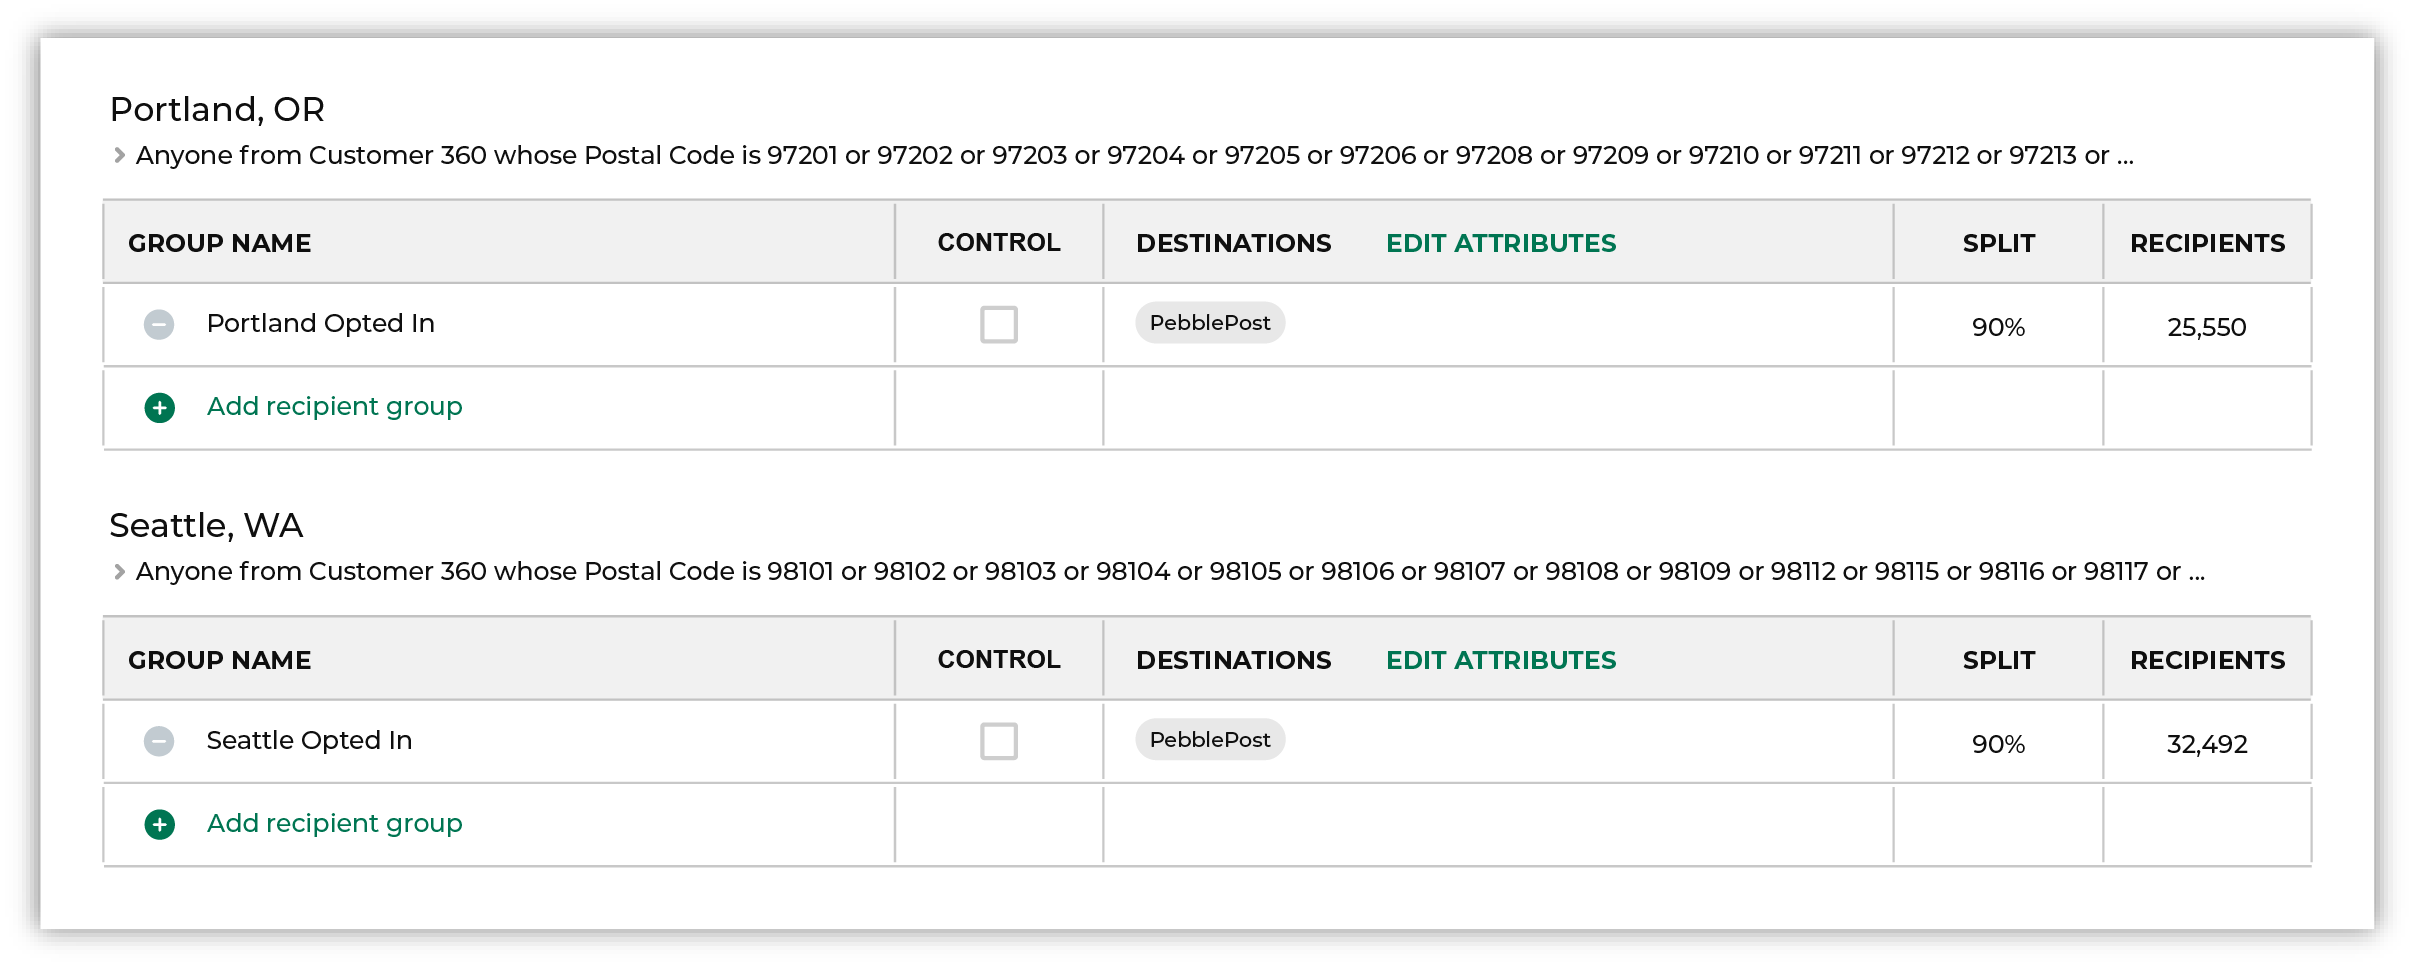 Portland, OR
Anyone from Customer 360 whose Postal Code is 97201 or 97202 or 97203 or 97204 or 97205 or 97206 or 97208 or 97209 or 97210 or 97211 or 97212 or 97213 or ...
GROUP NAME CONTROL DESTINATIONS EDIT ATTRIBUTES SPLIT RECIPIENTS
Portland Opted In PebblePost 90% 25,550
Add recipient group
Seattle, WA
Anyone from Customer 360 whose Postal Code is 98101 or 98102 or 98103 or 98104 or 98105 or 98106 or 98107 or 98108 or 98109 or 98112 or 98115 or 98116 or 98117 or ...
GROUP NAME CONTROL DESTINATIONS EDIT ATTRIBUTES SPLIT RECIPIENTS
Seattle Opted In PebblePost 90% 32,492
Add recipient group